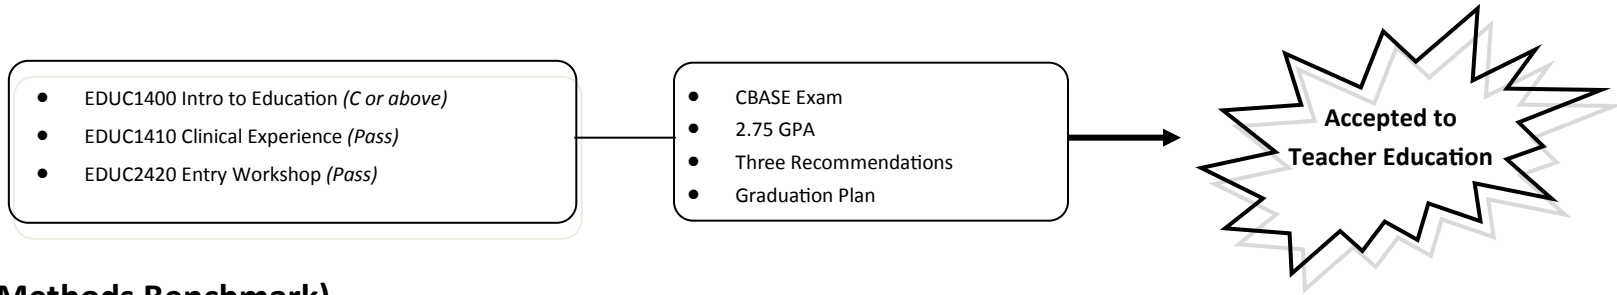 • EDUC1400 Intro to Education (C or above)
• EDUC1410 Clinical Experience (Pass)
• EDUC2420 Entry Workshop (Pass)
• CBASE Exam
• 2.75 GPA
• Three Recommendations
• Graduation Plan
Accepted to
Teacher Education
Methods Benchmark)